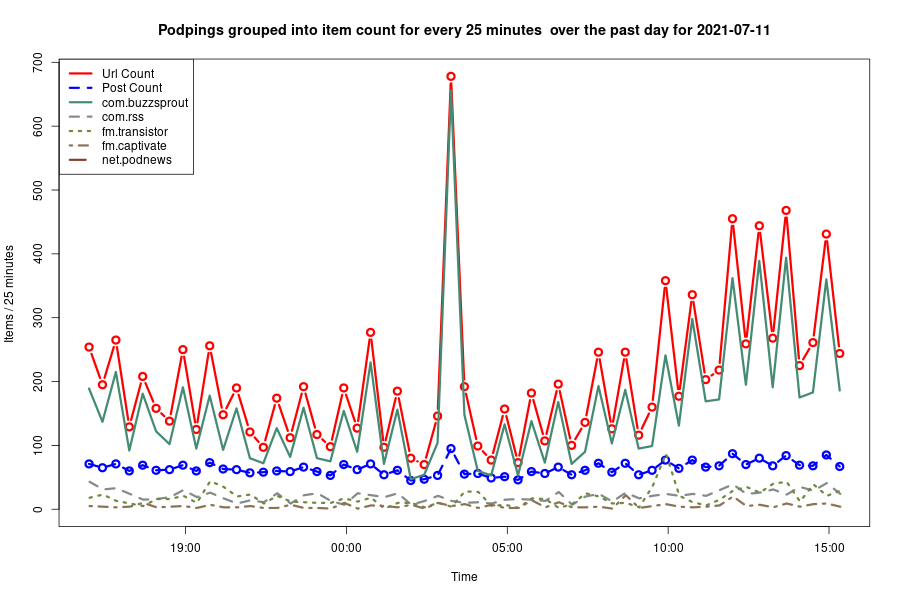 Podpings grouped into item count for every 25 minutes  over the past day for 2021-07-11
Url Count
Post Count
com.buzzsprout
com.rss
fm.transistor
fm.captivate
net.podnews
700
600
500
400
300
200
100
0
Items / 25 minutes
19:00 00:00 05:00 10:00 15:00
Time